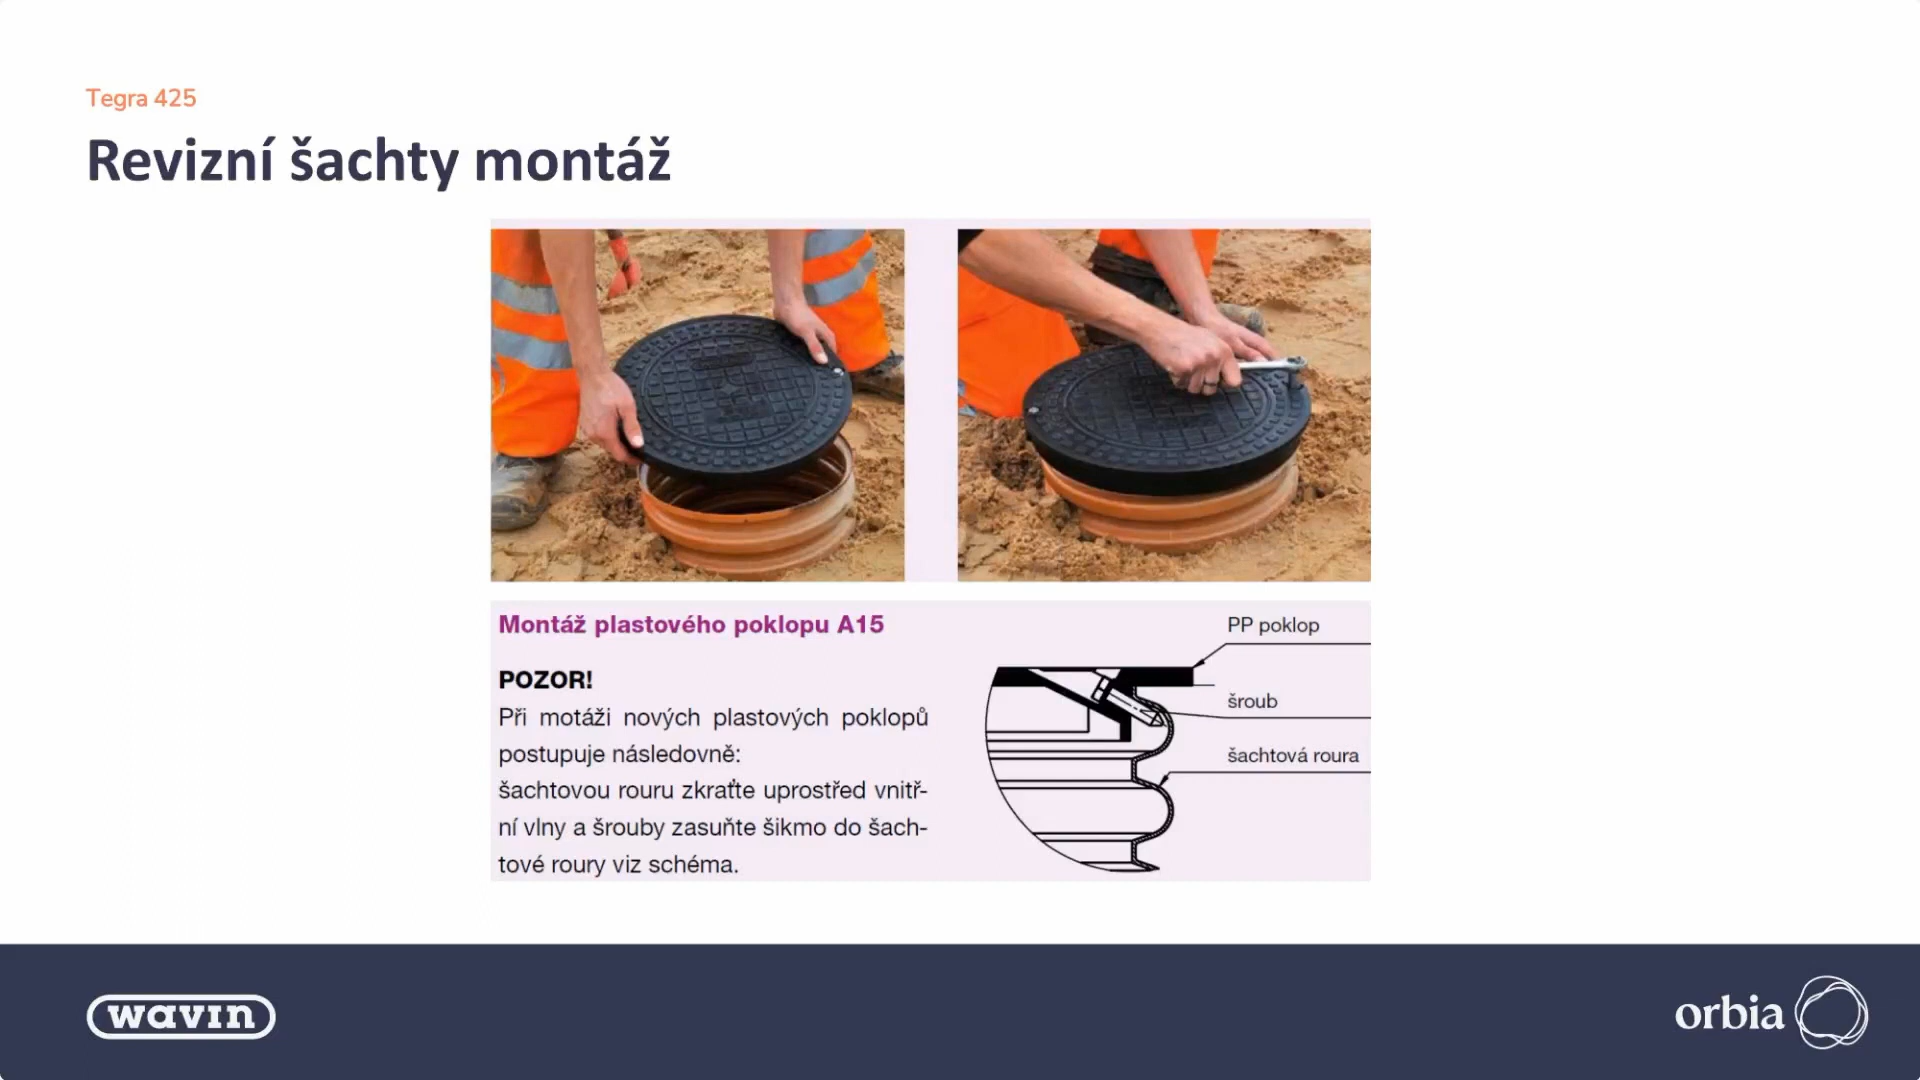 Tegra 425
Revizní šachty montáž
Montáž plastového poklopu A15
POZOR!
Při motáži nových plastových poklopů
postupuje následovně:
šachtovou rouru zkraťte uprostřed vnitř-
ní vlny a šrouby zasuňte šikmo do šach-
tové roury viz schéma.
PP poklop
šroub
šachtová roura
wavin
orbia